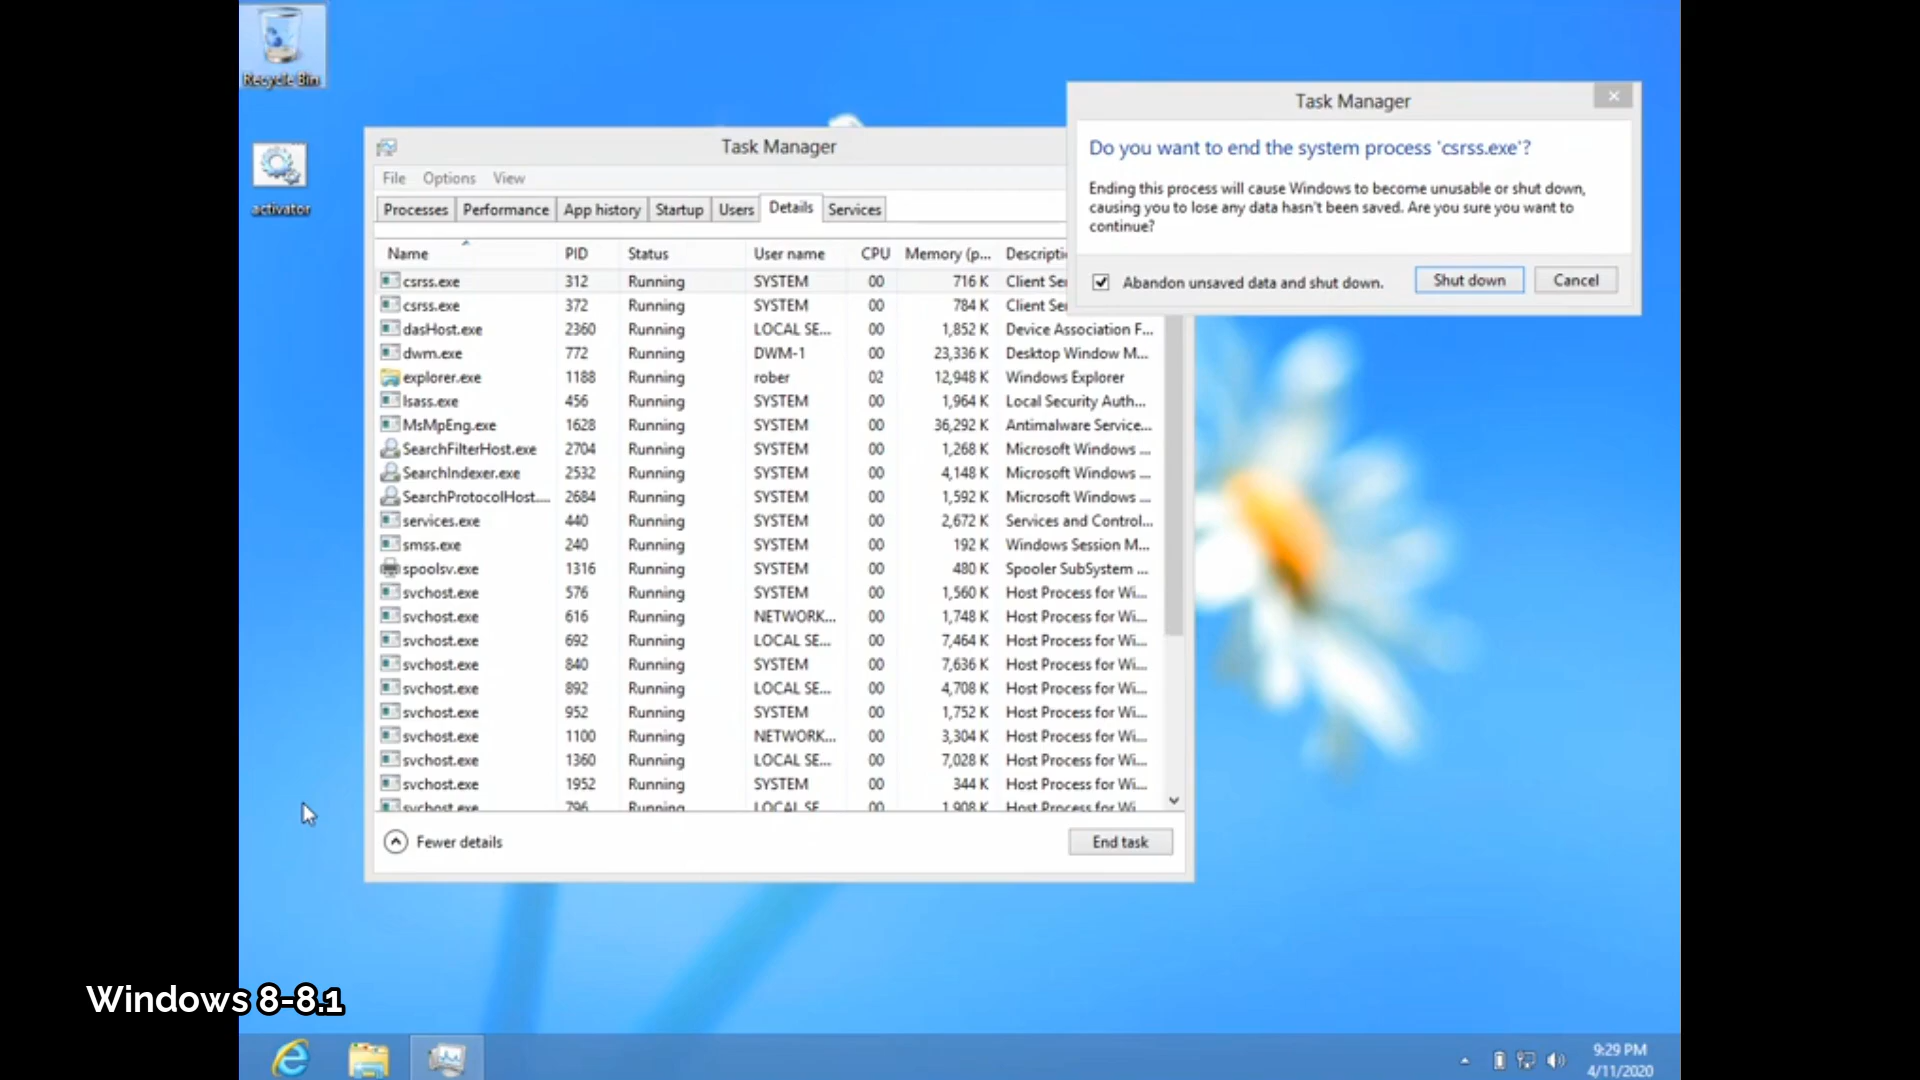 Recycle Bin
activator
Task Manager
File Options View
Processes Performance App history Startup Users Details Services
Name PID Status User name CPU Memory (p... Descripti
csrss.exe 312 Running SYSTEM 00 716 K Client Se
csrss.exe 372 Running SYSTEM 00 784 K Client Se
dasHost.exe 2360 Running LOCAL SE... 00 1,852 K Device Association F...
dwm.exe 772 Running DWM-1 00 23,336 K Desktop Window M...
explorer.exe 1188 Running rober 02 12,948 K Windows Explorer
lsass.exe 456 Running SYSTEM 00 1,964 K Local Security Auth...
MsMpEng.exe 1628 Running SYSTEM 00 36,292 K Antimalware Service...
SearchFilterHost.exe 2704 Running SYSTEM 00 1,268 K Microsoft Windows ...
SearchIndexer.exe 2532 Running SYSTEM 00 4,148 K Microsoft Windows ...
SearchProtocolHost.... 2684 Running SYSTEM 00 1,592 K Microsoft Windows ...
services.exe 440 Running SYSTEM 00 2,672 K Services and Control...
smss.exe 240 Running SYSTEM 00 192 K Windows Session M...
spoolsv.exe 1316 Running SYSTEM 00 480 K Spooler SubSystem ...
svchost.exe 576 Running SYSTEM 00 1,560 K Host Process for Wi...
svchost.exe 616 Running NETWORK... 00 1,748 K Host Process for Wi...
svchost.exe 692 Running LOCAL SE... 00 7,464 K Host Process for Wi...
svchost.exe 840 Running SYSTEM 00 7,636 K Host Process for Wi...
svchost.exe 892 Running LOCAL SE... 00 4,708 K Host Process for Wi...
svchost.exe 952 Running SYSTEM 00 1,752 K Host Process for Wi...
svchost.exe 1100 Running NETWORK... 00 3,304 K Host Process for Wi...
svchost.exe 1360 Running LOCAL SE... 00 7,028 K Host Process for Wi...
svchost.exe 1952 Running SYSTEM 00 344 K Host Process for Wi...
svchost.exe 796 Running LOCAL SE 00 1,908 K Host Process for Wi
Fewer details End task
Task Manager
Do you want to end the system process 'csrss.exe'?
Ending this process will cause Windows to become unusable or shut down,
causing you to lose any data hasn't been saved. Are you sure you want to
continue?
Abandon unsaved data and shut down. Shut down Cancel
Windows 8-8.1
9:29 PM
4/11/2020